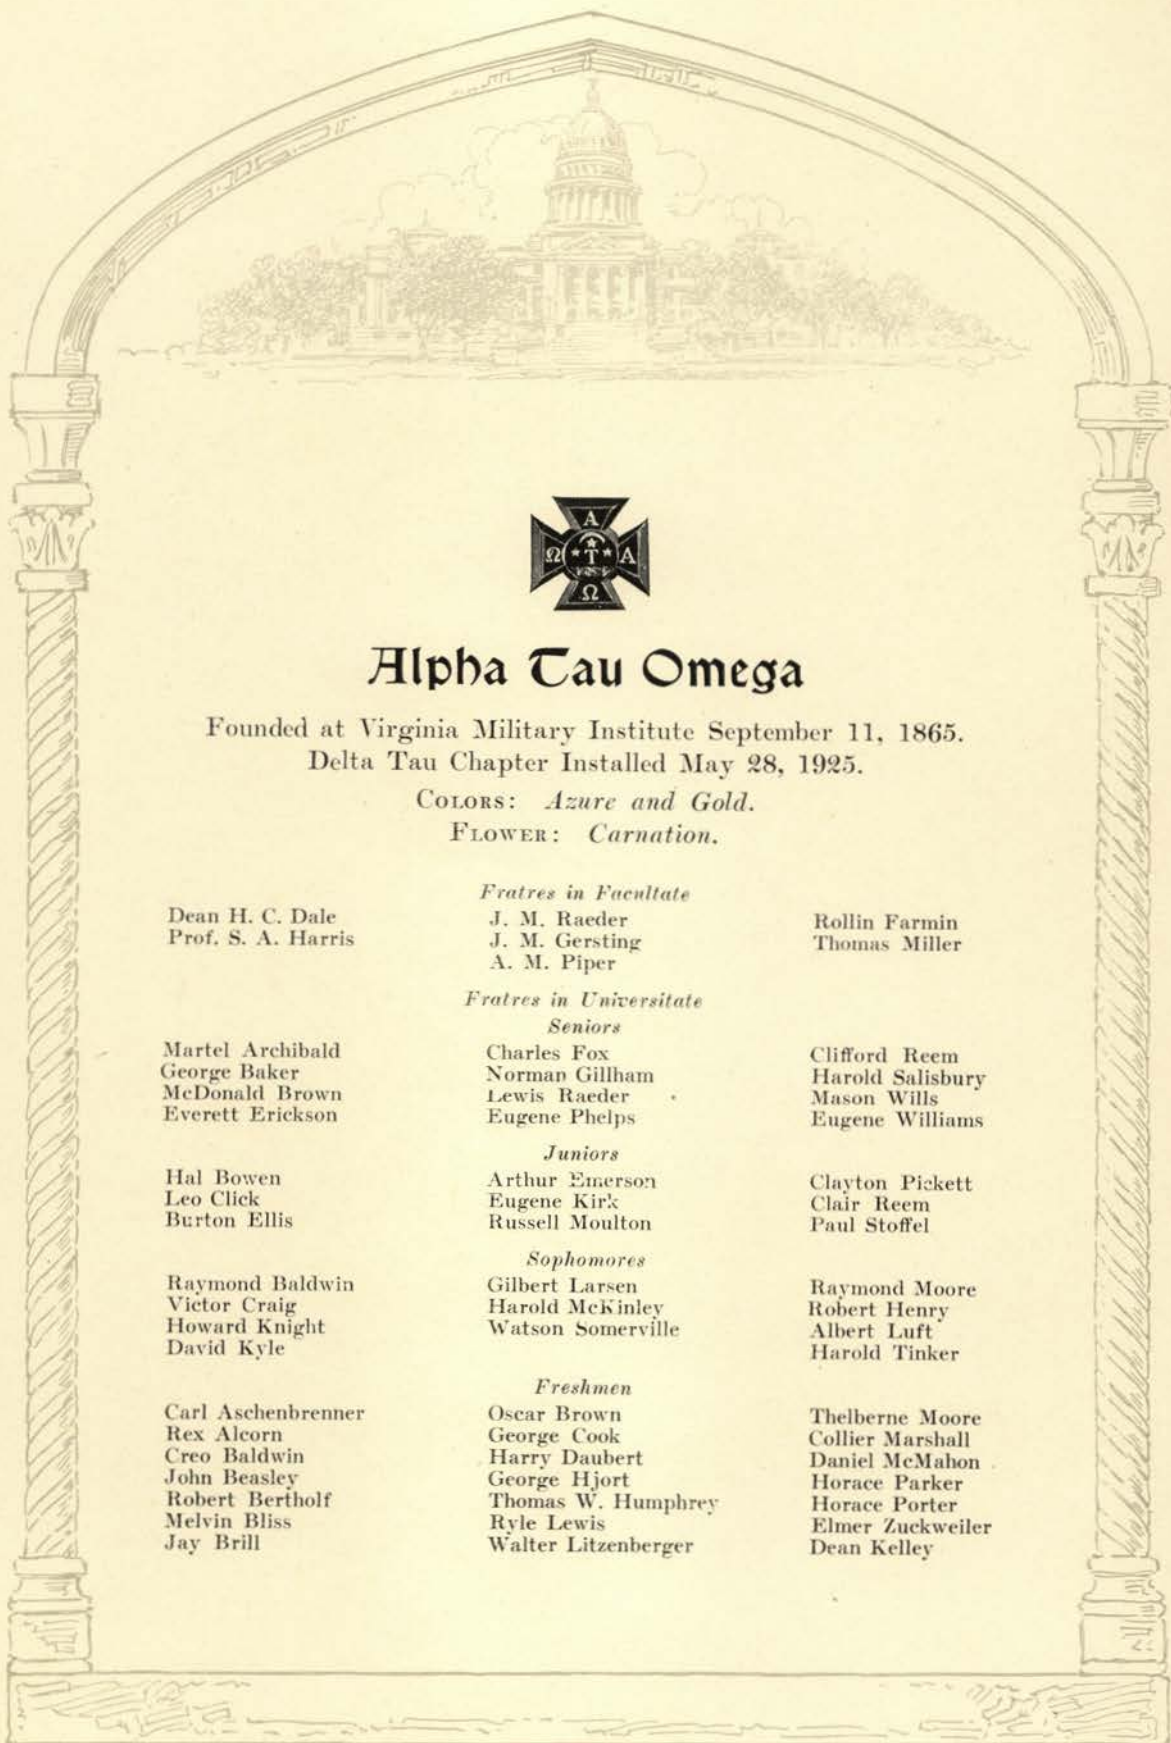 Α
Ω Τ Α
Ω
Alpha Tau Omega
Founded at Virginia Military Institute September 11, 1865.
Delta Tau Chapter Installed May 28, 1925.
COLORS: Azure and Gold.
FLOWER: Carnation.
Fratres in Facultate
Dean H. C. Dale J. M. Raeder Rollin Farmin
Prof. S. A. Harris J. M. Gersting Thomas Miller
A. M. Piper
Fratres in Universitate
Seniors
Martel Archibald Charles Fox Clifford Reem
George Baker Norman Gillham Harold Salisbury
McDonald Brown Lewis Raeder Mason Wills
Everett Erickson Eugene Phelps Eugene Williams
Juniors
Hal Bowen Arthur Emerson Clayton Pickett
Leo Click Eugene Kirk Clair Reem
Burton Ellis Russell Moulton Paul Stoffel
Sophomores
Raymond Baldwin Gilbert Larsen Raymond Moore
Victor Craig Harold McKinley Robert Henry
Howard Knight Watson Somerville Albert Luft
David Kyle Harold Tinker
Freshmen
Carl Aschenbrenner Oscar Brown Thelberne Moore
Rex Alcorn George Cook Collier Marshall
Creo Baldwin Harry Daubert Daniel McMahon
John Beasley George Hjort Horace Parker
Robert Bertholf Thomas W. Humphrey Horace Porter
Melvin Bliss Ryle Lewis Elmer Zuckweiler
Jay Brill Walter Litzenberger Dean Kelley